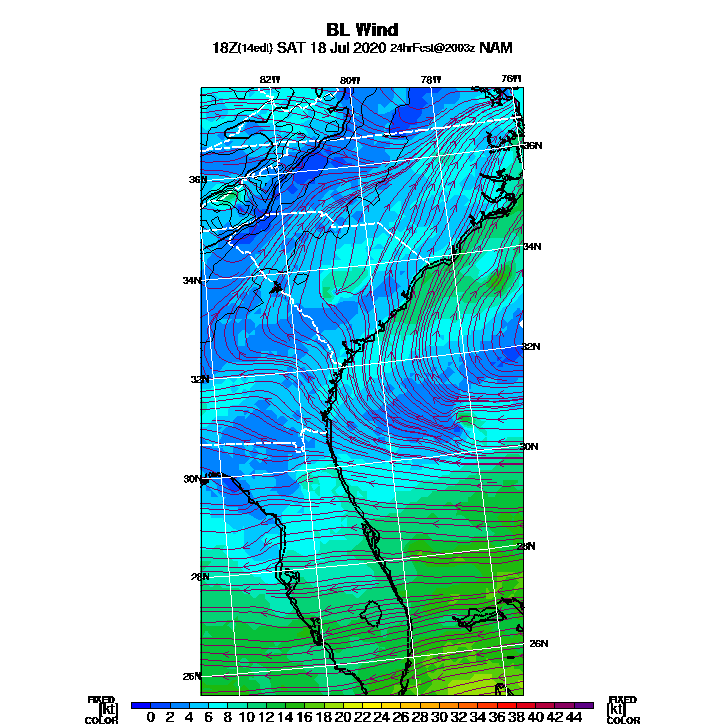 BL Wind
18Z(14edt) SAT 18 Jul 2020 24hrFcst@2003z NAM
82W 80W 78W 76W
36N
36N
34N
34N
32N
32N
30N
30N
28N
28N
26N
26N
FIXED FIXED
[kt] 0 2 4 6 8 10 12 14 16 18 20 22 24 26 28 30 32 34 36 38 40 42 44 [kt]
COLOR COLOR